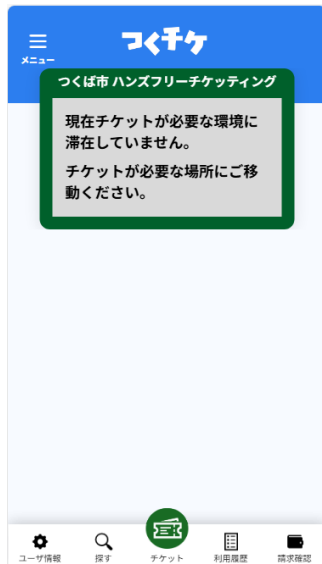 つくチケ
メニュー
つくば市 ハンズフリーチケッティング
現在チケットが必要な環境に
滞在していません。
チケットが必要な場所にご移
動ください。
ユーザ情報
探す
チケット
利用履歴
請求確認